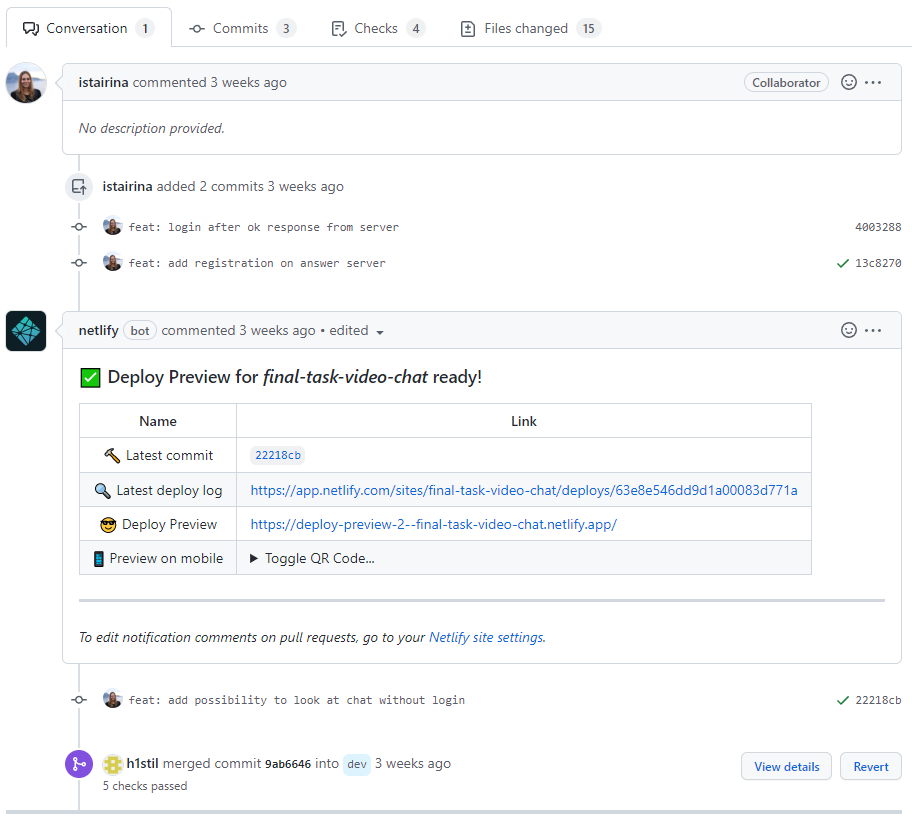 Conversation 1 Commits 3 Checks 4 Files changed 15
istairina commented 3 weeks ago Collaborator
No description provided.
istairina added 2 commits 3 weeks ago
feat: login after ok response from server 4003288
feat: add registration on answer server 13c8270
netlify bot commented 3 weeks ago • edited
Deploy Preview for final-task-video-chat ready!
Name Link
Latest commit 22218cb
Latest deploy log https://app.netlify.com/sites/final-task-video-chat/deploys/63e8e546dd9d1a00083d771a
Deploy Preview https://deploy-preview-2--final-task-video-chat.netlify.app/
Preview on mobile Toggle QR Code...
To edit notification comments on pull requests, go to your Netlify site settings.
feat: add possibility to look at chat without login 22218cb
h1stil merged commit 9ab6646 into dev 3 weeks ago View details Revert
5 checks passed